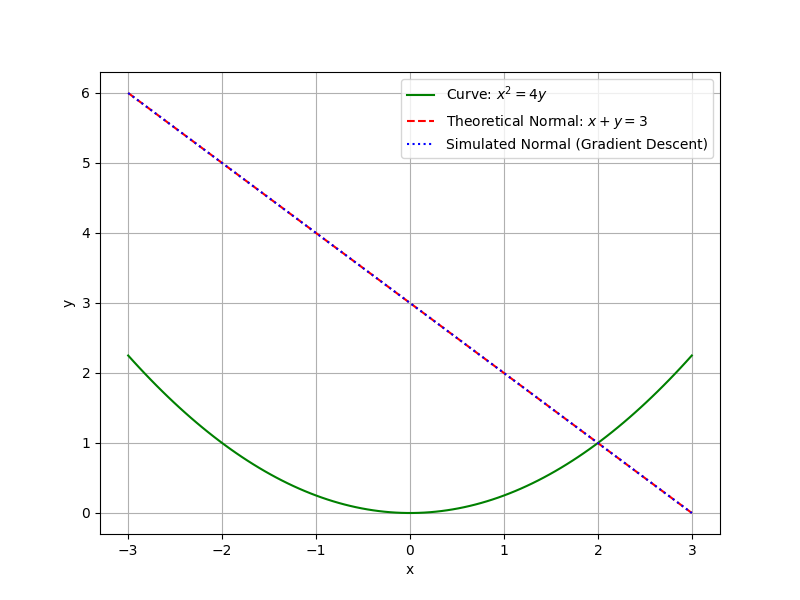 Curve: $x^2 = 4y$
Theoretical Normal: $x + y = 3$
Simulated Normal (Gradient Descent)
6
5
4
3
2
1
0
y
−3 −2 −1 0 1 2 3
x